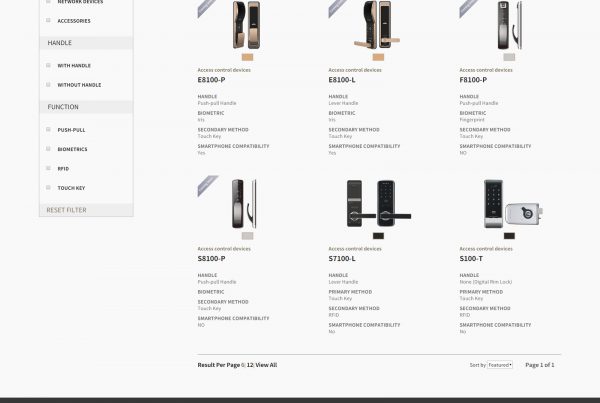 NETWORK DEVICES
ACCESSORIES
HANDLE
WITH HANDLE
WITHOUT HANDLE
FUNCTION
PUSH-PULL
BIOMETRICS
RFID
TOUCH KEY
RESET FILTER
Access control devices
E8100-P
HANDLE
Push-pull Handle
BIOMETRIC
Iris
SECONDARY METHOD
Touch Key
SMARTPHONE COMPATIBILITY
Yes
Access control devices
E8100-L
HANDLE
Lever Handle
BIOMETRIC
Iris
SECONDARY METHOD
Touch Key
SMARTPHONE COMPATIBILITY
Yes
Access control devices
F8100-P
HANDLE
Push-pull Handle
BIOMETRIC
Fingerprint
SECONDARY METHOD
Touch Key
SMARTPHONE COMPATIBILITY
NO
Access control devices
S8100-P
HANDLE
Push-pull Handle
BIOMETRIC
SECONDARY METHOD
Touch Key
SMARTPHONE COMPATIBILITY
NO
Access control devices
S7100-L
HANDLE
Lever Handle
PRIMARY METHOD
Touch Key
SECONDARY METHOD
RFID
SMARTPHONE COMPATIBILITY
No
Access control devices
S100-T
HANDLE
None (Digital Rim Lock)
PRIMARY METHOD
Touch Key
SECONDARY METHOD
RFID
SMARTPHONE COMPATIBILITY
No
Result Per Page 6| 12|View All
Sort by Featured
Page 1 of 1